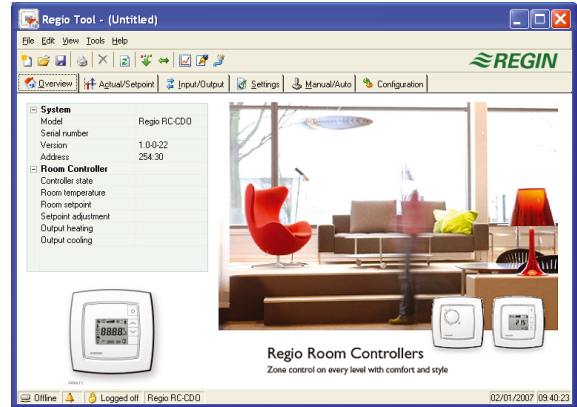 Regio Tool - (Untitled)
File Edit View Tools Help
REGIN
Overview Actual/Setpoint Input/Output Settings Manual/Auto Configuration
System
Model Regio RC-CDO
Serial number
Version 1.0-0-22
Address 254:30
Room Controller
Controller state
Room temperature
Room setpoint
Setpoint adjustment
Output heating
Output cooling
88.8.8
Regio Room Controllers
Zone control on every level with comfort and style
Offline Logged off Regio RC-CDO 02/01/2007 09:40:23